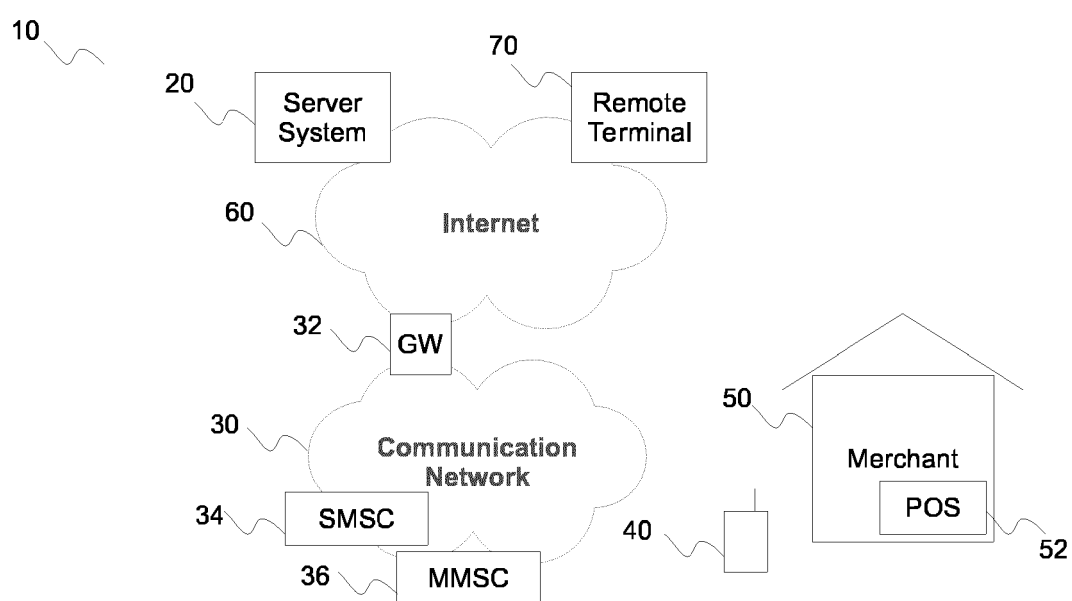 10
20
Server
System
70
Remote
Terminal
60
Internet
32
GW
30
Communication
Network
34
SMSC
36
MMSC
40
50
Merchant
POS
52